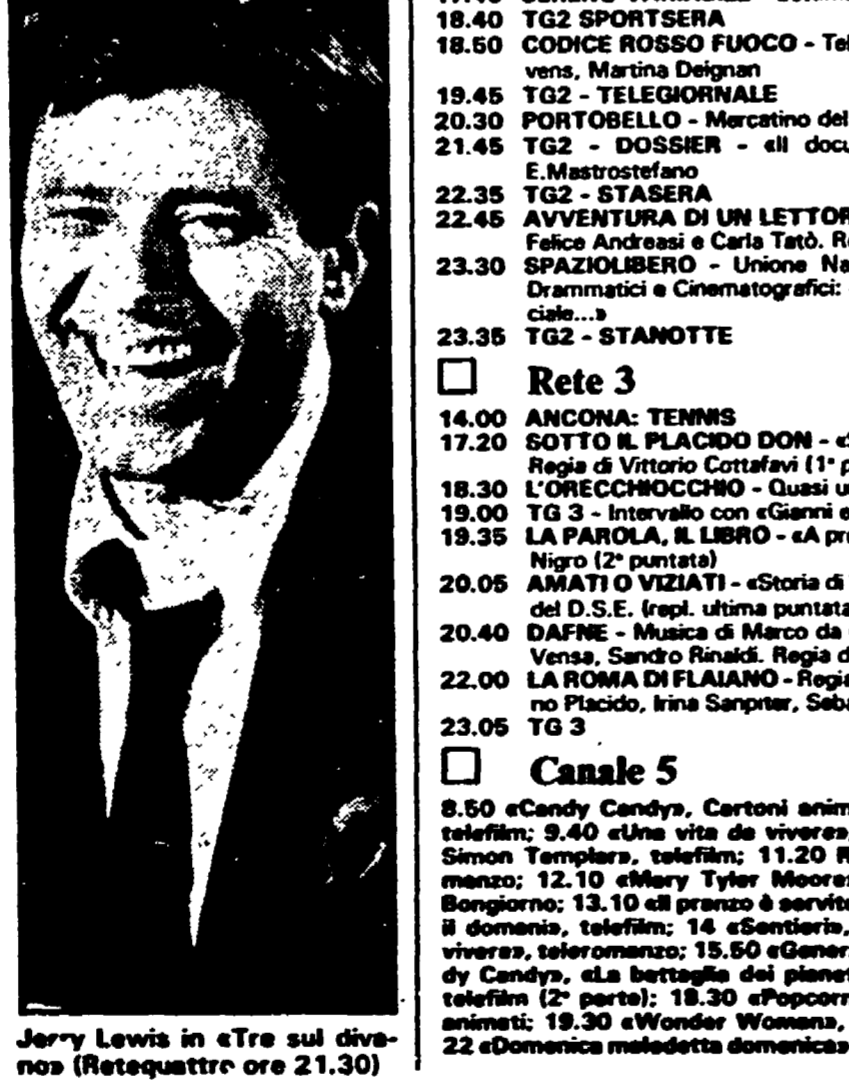 Jerry Lewis in «Tre sul diva-
no» (Retequattro ore 21.30)
18.40 TG2 SPORTSERA
18.50 CODICE ROSSO FUOCO - Tel
vens, Martina Deignan
19.45 TG2 - TELEGIORNALE
20.30 PORTOBELLO - Mercatino del
21.45 TG2 - DOSSIER - «Il docu
E.Mastrostefano
22.35 TG2 - STASERA
22.45 AVVENTURA DI UN LETTOR
Felice Andreasi e Carla Tatò. R
23.30 SPAZIOLIBERO - Unione Na
Drammatici e Cinematografici:
ciale...»
23.35 TG2 - STANOTTE
Rete 3
14.00 ANCONA: TENNIS
17.20 SOTTO IL PLACIDO DON - «
Regia di Vittorio Cottafavi (1ª p
18.30 L'ORECCHIOCCHIO - Quasi u
19.00 TG 3 - Intervallo con «Gianni e
19.35 LA PAROLA, IL LIBRO - «A pr
Nigro (2ª puntata)
20.05 AMATI O VIZIATI - «Storia di
del D.S.E. (repl. ultima puntata
20.40 DAFNE - Musica di Marco da
Vensa, Sandro Rinaldi. Regia d
22.00 LA ROMA DI FLAIANO - Regia
no Placido, Irina Sanpiter, Seba
23.05 TG 3
Canale 5
8.50 «Candy Candy», Cartoni anim
telefilm; 9.40 «Una vita da vivere»,
Simon Templar», telefilm; 11.20 R
manzo; 12.10 «Mary Tyler Moore»
Bongiorno; 13.10 «Il pranzo è servito
il domani», telefilm; 14 «Sentieri»,
vivere», teleromanzo; 15.50 «Gener
dy Candy», «La battaglia dei pianet
telefilm (2ª parte); 18.30 «Popcorn
animati; 19.30 «Wonder Woman»,
22 «Domenica maledetta domenica»